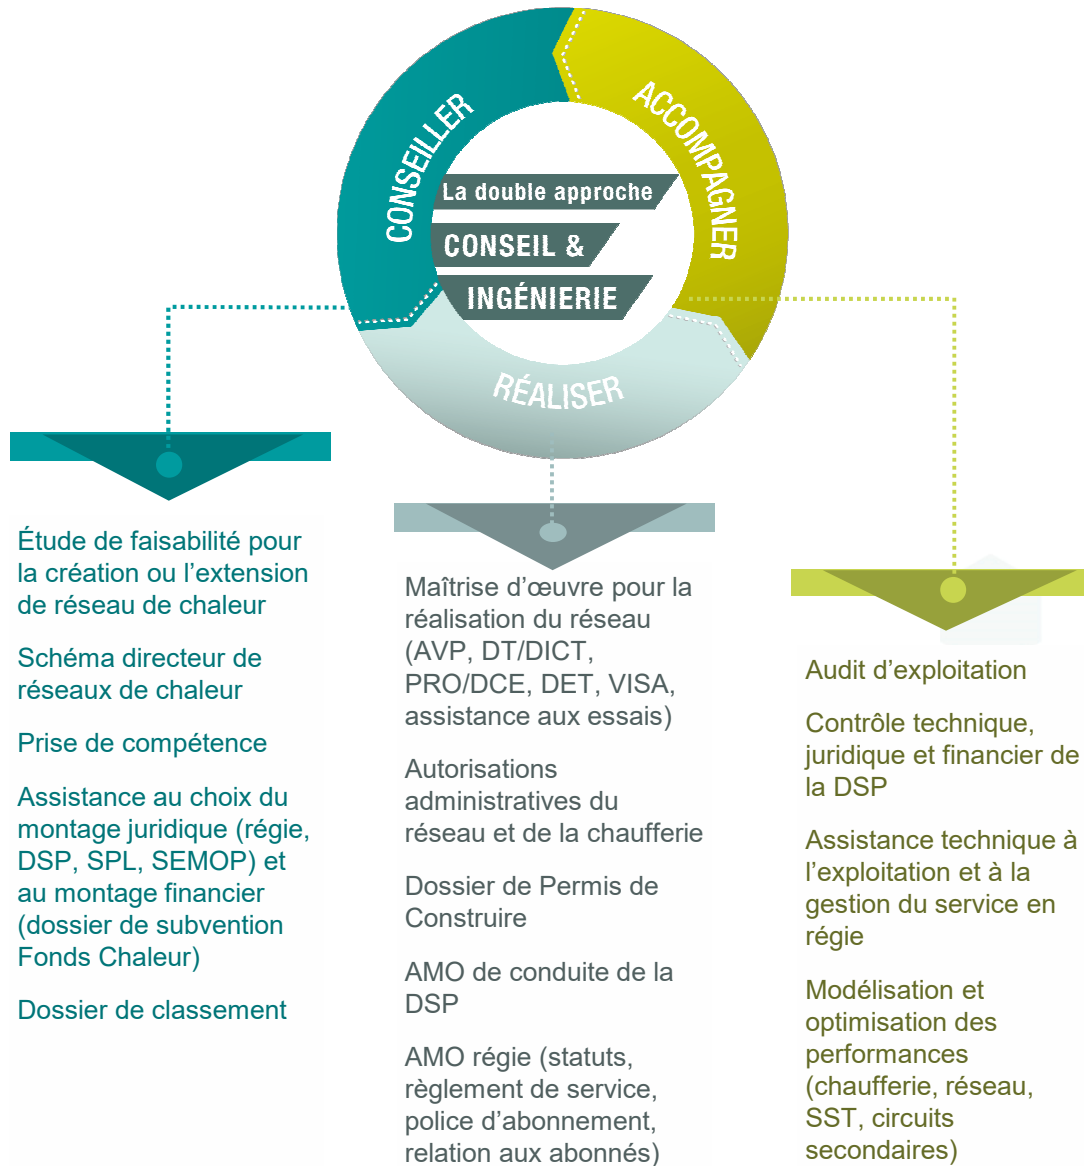 CONSEILLER
ACCOMPAGNER
La double approche
CONSEIL &
INGÉNIERIE
RÉALISER
Étude de faisabilité pour
la création ou l’extension
de réseau de chaleur
Schéma directeur de
réseaux de chaleur
Prise de compétence
Assistance au choix du
montage juridique (régie,
DSP, SPL, SEMOP) et
au montage financier
(dossier de subvention
Fonds Chaleur)
Dossier de classement
Maîtrise d’œuvre pour la
réalisation du réseau
(AVP, DT/DICT,
PRO/DCE, DET, VISA,
assistance aux essais)
Autorisations
administratives du
réseau et de la chaufferie
Dossier de Permis de
Construire
AMO de conduite de la
DSP
AMO régie (statuts,
règlement de service,
police d’abonnement,
relation aux abonnés)
Audit d’exploitation
Contrôle technique,
juridique et financier de
la DSP
Assistance technique à
l’exploitation et à la
gestion du service en
régie
Modélisation et
optimisation des
performances
(chaufferie, réseau,
SST, circuits
secondaires)